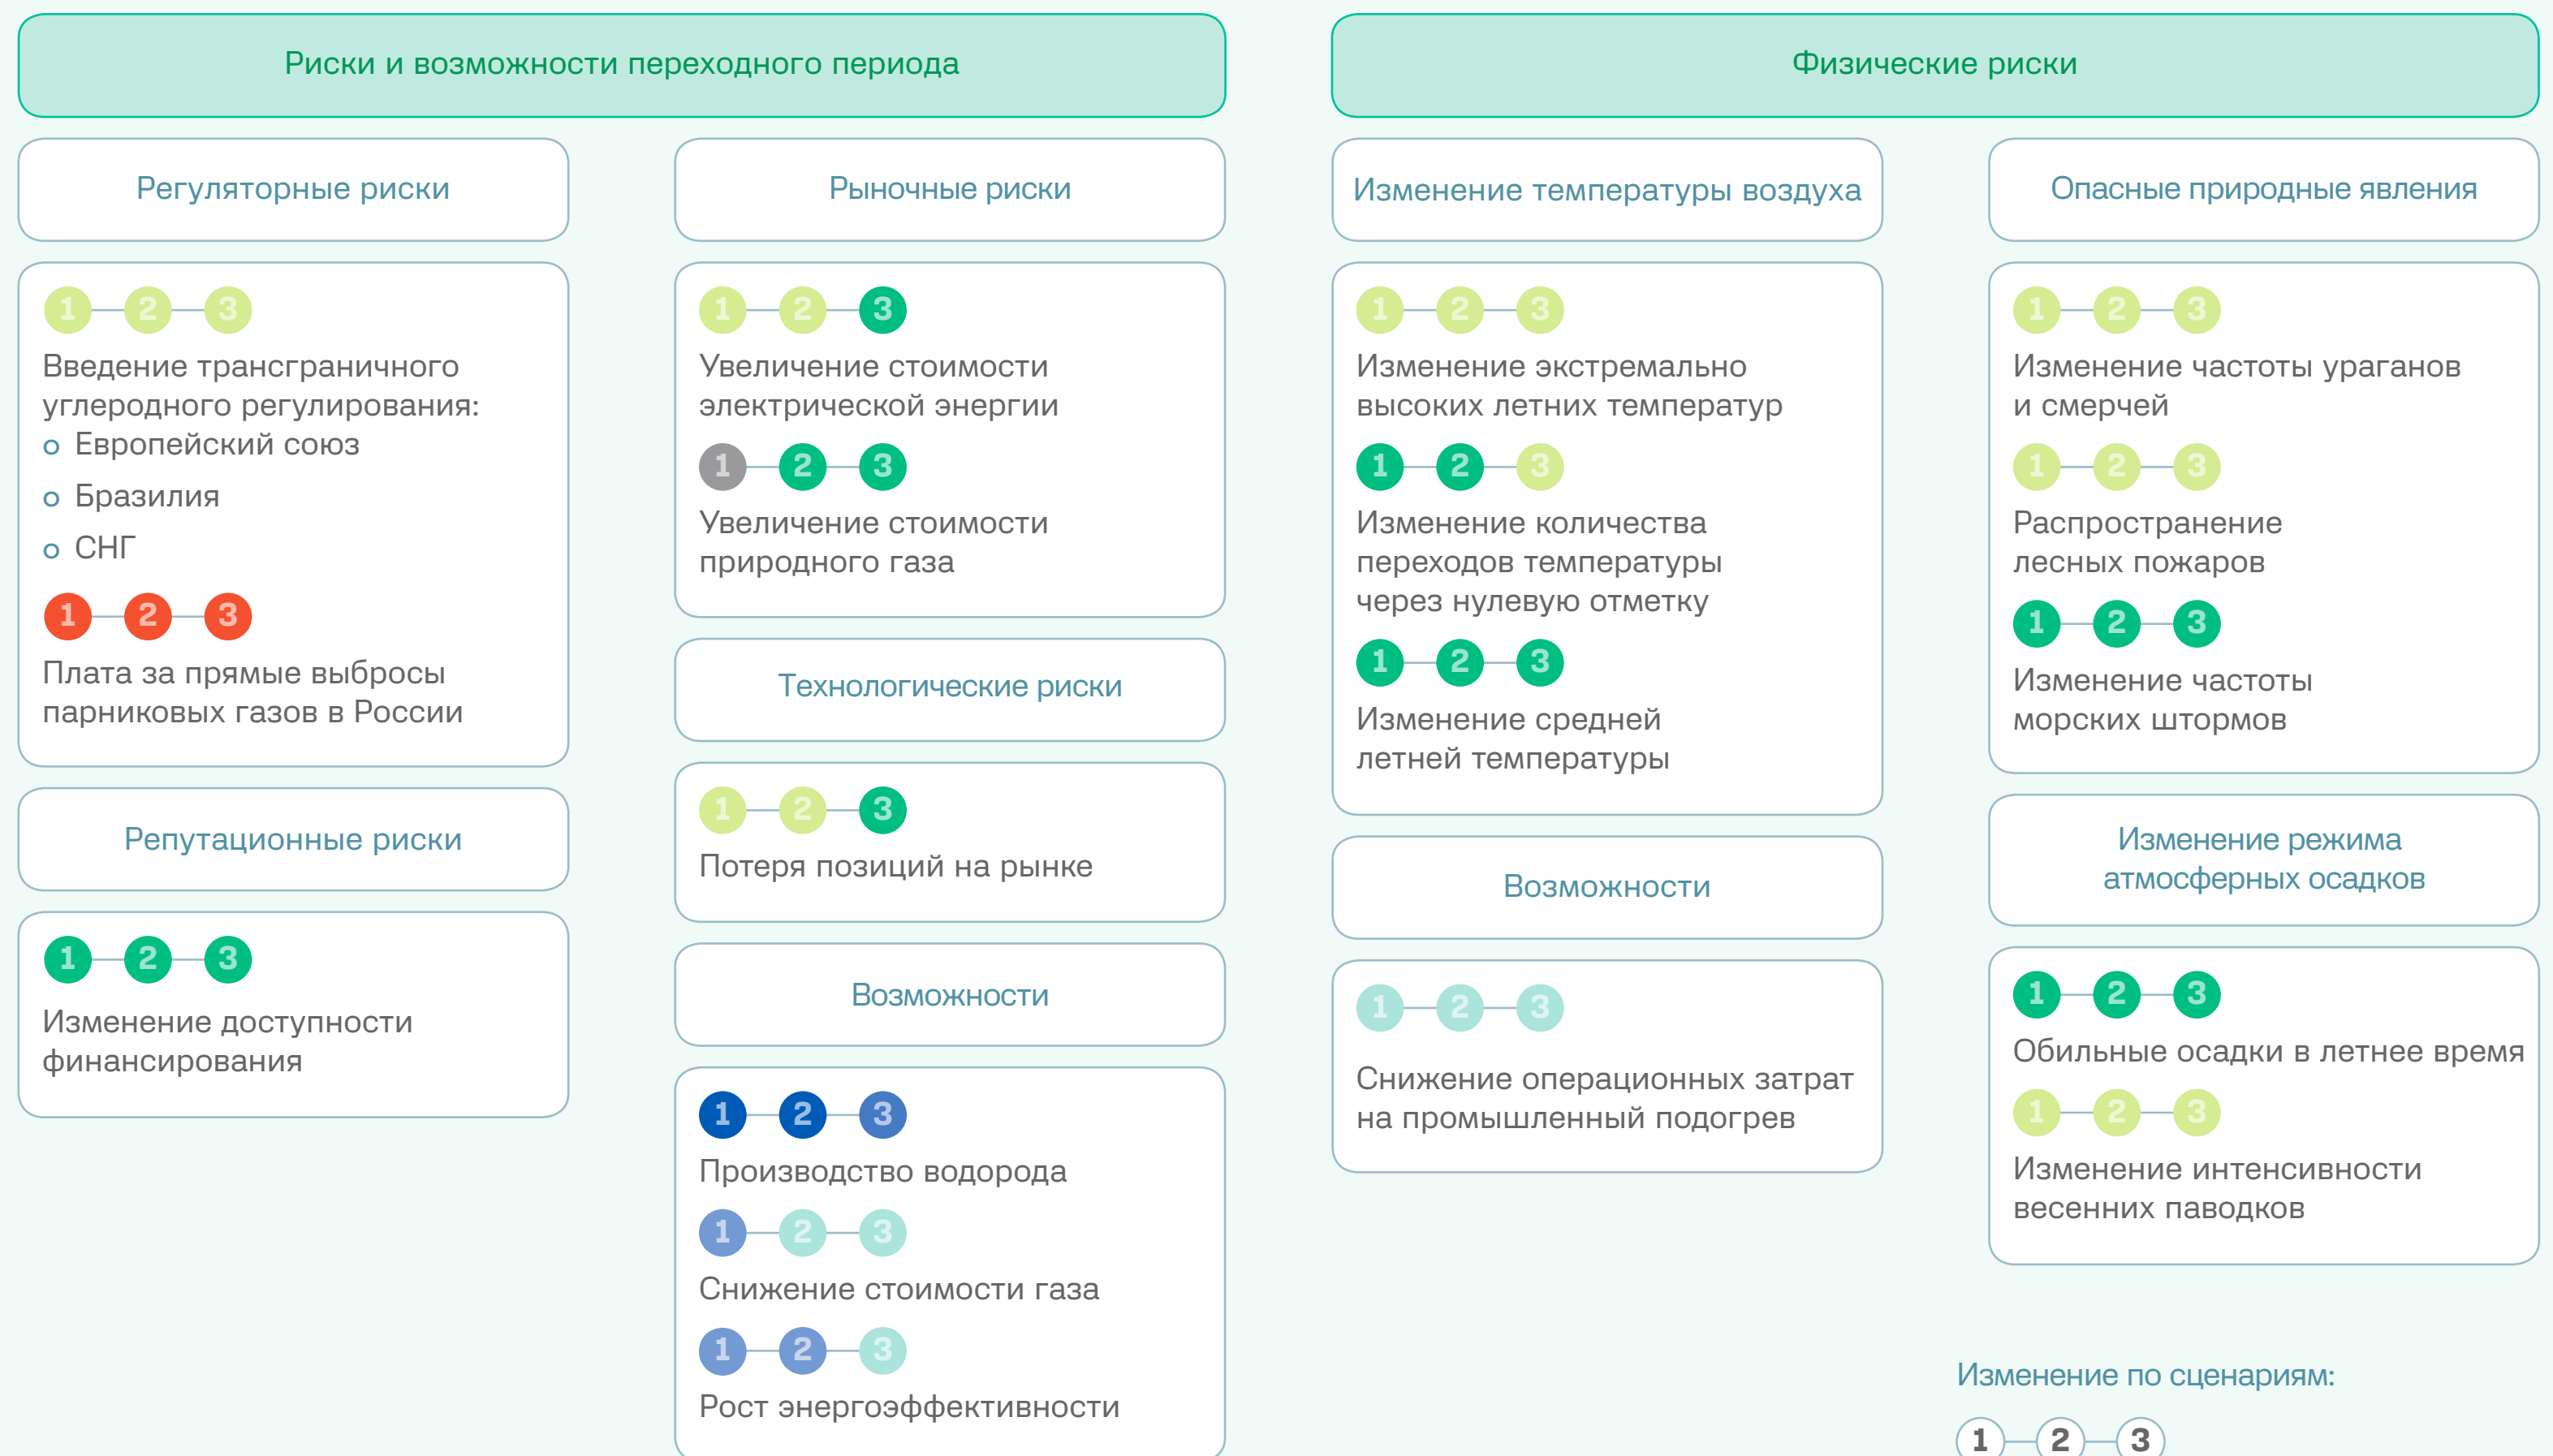 Риски и возможности переходного периода
Регуляторные риски
1 2 3
Введение трансграничного
углеродного регулирования:
o Европейский союз
o Бразилия
o СНГ
1 2 3
Плата за прямые выбросы
парниковых газов в России
Репутационные риски
1 2 3
Изменение доступности
финансирования
Рыночные риски
1 2 3
Увеличение стоимости
электрической энергии
1 2 3
Увеличение стоимости
природного газа
Технологические риски
1 2 3
Потеря позиций на рынке
Возможности
1 2 3
Производство водорода
1 2 3
Снижение стоимости газа
1 2 3
Рост энергоэффективности
Физические риски
Изменение температуры воздуха
1 2 3
Изменение экстремально
высоких летних температур
1 2 3
Изменение количества
переходов температуры
через нулевую отметку
1 2 3
Изменение средней
летней температуры
Возможности
1 2 3
Снижение операционных затрат
на промышленный подогрев
Опасные природные явления
1 2 3
Изменение частоты ураганов
и смерчей
1 2 3
Распространение
лесных пожаров
1 2 3
Изменение частоты
морских штормов
Изменение режима
атмосферных осадков
1 2 3
Обильные осадки в летнее время
1 2 3
Изменение интенсивности
весенних паводков
Изменение по сценариям:
1 2 3